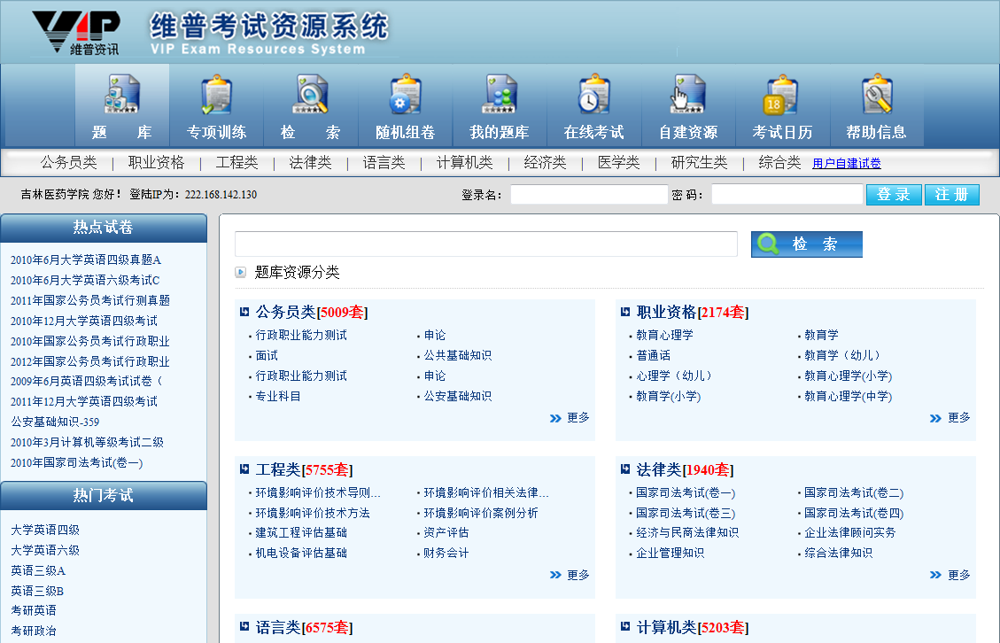 VIP
维普资讯
维普考试资源系统
VIP Exam Resources System
题 库 专项训练 检 索 随机组卷 我的题库 在线考试 自建资源 考试日历 帮助信息
18
公务员类 | 职业资格 | 工程类 | 法律类 | 语言类 | 计算机类 | 经济类 | 医学类 | 研究生类 | 综合类 用户自建试卷
吉林医药学院 您好！ 登陆IP为：222.168.142.130 登录名： 密 码： 登 录 注 册
热点试卷
2010年6月大学英语四级真题A
2010年6月大学英语六级考试C
2011年国家公务员考试行测真题
2010年12月大学英语四级考试
2010年国家公务员考试行政职业
2012年国家公务员考试行政职业
2009年6月英语四级考试试卷（
2011年12月大学英语四级考试
公安基础知识-359
2010年3月计算机等级考试二级
2010年国家司法考试(卷一)
热门考试
大学英语四级
大学英语六级
英语三级A
英语三级B
考研英语
考研政治
检 索
题库资源分类
公务员类[5009套]
·行政职业能力测试 ·申论
·面试 ·公共基础知识
·行政职业能力测试 ·申论
·专业科目 ·公安基础知识
更多
职业资格[2174套]
·教育心理学 ·教育学
·普通话 ·教育学（幼儿）
·心理学（幼儿） ·教育心理学(小学)
·教育学(小学) ·教育心理学(中学)
更多
工程类[5755套]
·环境影响评价技术导则... ·环境影响评价相关法律...
·环境影响评价技术方法 ·环境影响评价案例分析
·建筑工程评估基础 ·资产评估
·机电设备评估基础 ·财务会计
更多
法律类[1940套]
·国家司法考试(卷一) ·国家司法考试(卷二)
·国家司法考试(卷三) ·国家司法考试(卷四)
·经济与民商法律知识 ·企业法律顾问实务
·企业管理知识 ·综合法律知识
更多
语言类[6575套]
计算机类[5203套]